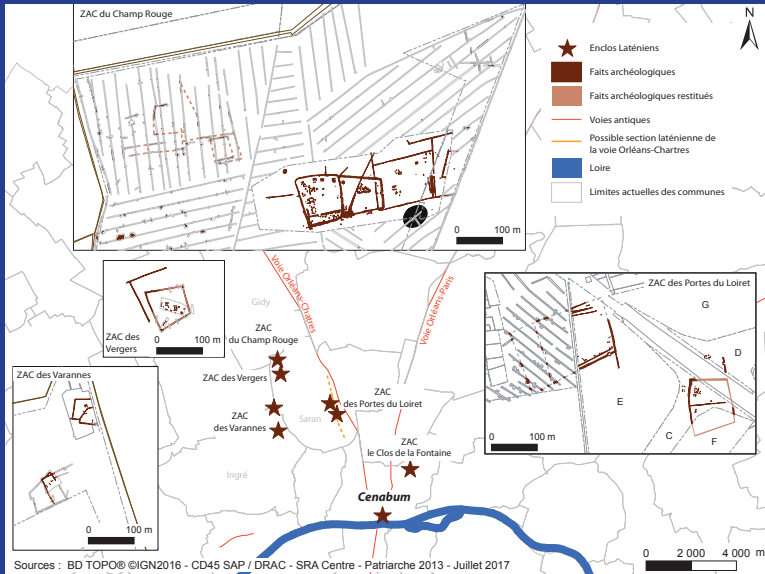 ZAC du Champ Rouge
0 100 m
N
Enclos Laténiens
Faits archéologiques
Faits archéologiques restitués
Voies antiques
Possible section laténienne de
la voie Orléans-Chartres
Loire
Limites actuelles des communes
ZAC des
Vergers
0 100 m
Voie Orléans-Chatres
Voie Orléans-Paris
Gidy
ZAC
du Champ Rouge
ZAC des Vergers
ZAC
des Varannes
Saran
ZAC
des Portes du Loiret
ZAC
le Clos de la Fontaine
Ingré
Cenabum
ZAC des Portes du Loiret
G
D
E
C
F
0 100 m
ZAC des Varannes
0 100 m
0 2 000 4 000 m
Sources : BD TOPO® ©IGN2016 - CD45 SAP / DRAC - SRA Centre - Patriarche 2013 - Juillet 2017